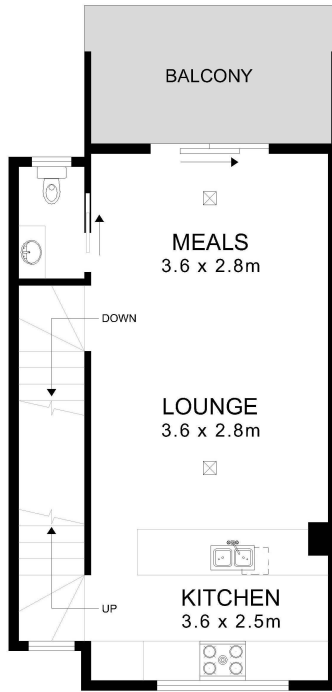 BALCONY
MEALS
3.6 x 2.8m
DOWN
LOUNGE
3.6 x 2.8m
KITCHEN
3.6 x 2.5m
UP